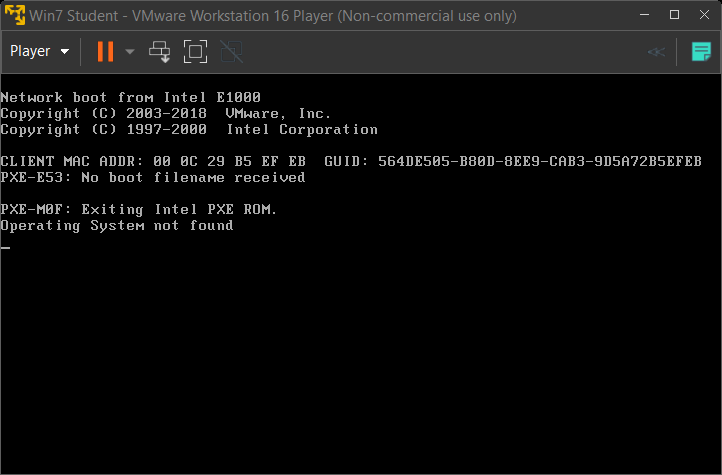 Win7 Student - VMware Workstation 16 Player (Non-commercial use only)
Player
Network boot from Intel E1000
Copyright (C) 2003-2018  VMware, Inc.
Copyright (C) 1997-2000  Intel Corporation
CLIENT MAC ADDR: 00 0C 29 B5 EF EB  GUID: 564DE505-B80D-8EE9-CAB3-9D5A72B5EFEB
PXE-E53: No boot filename received
PXE-M0F: Exiting Intel PXE ROM.
Operating System not found